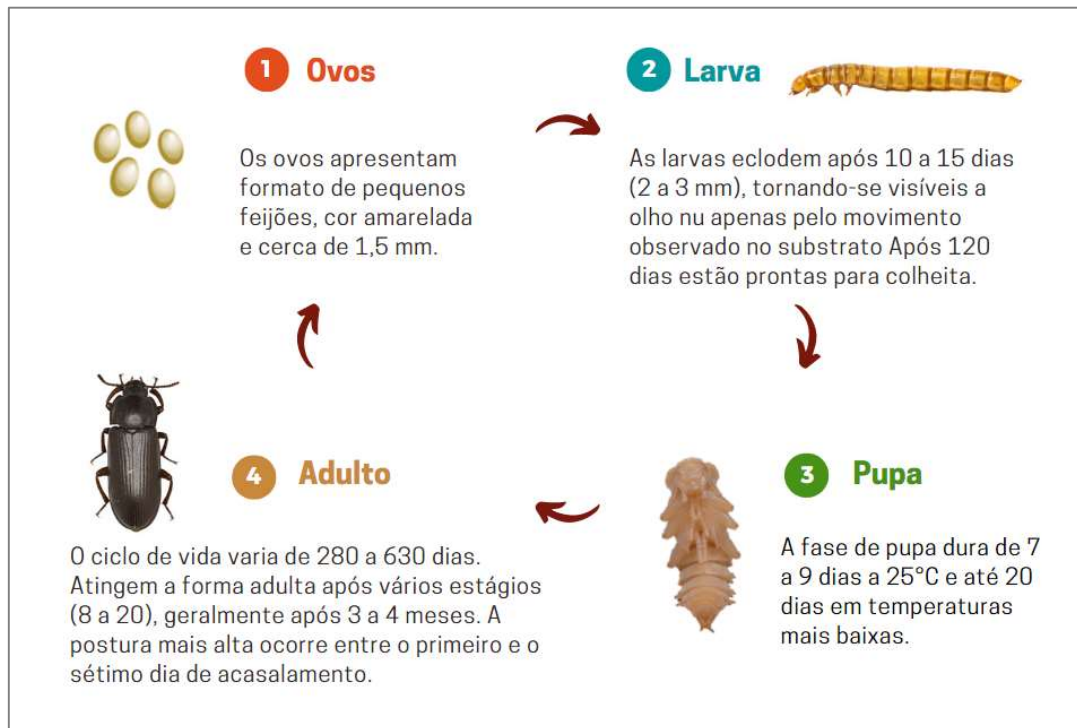 1 Ovos
Os ovos apresentam
formato de pequenos
feijões, cor amarelada
e cerca de 1,5 mm.
2 Larva
As larvas eclodem após 10 a 15 dias
(2 a 3 mm), tornando-se visíveis a
olho nu apenas pelo movimento
observado no substrato Após 120
dias estão prontas para colheita.
3 Pupa
A fase de pupa dura de 7
a 9 dias a 25°C e até 20
dias em temperaturas
mais baixas.
4 Adulto
O ciclo de vida varia de 280 a 630 dias.
Atingem a forma adulta após vários estágios
(8 a 20), geralmente após 3 a 4 meses. A
postura mais alta ocorre entre o primeiro e o
sétimo dia de acasalamento.